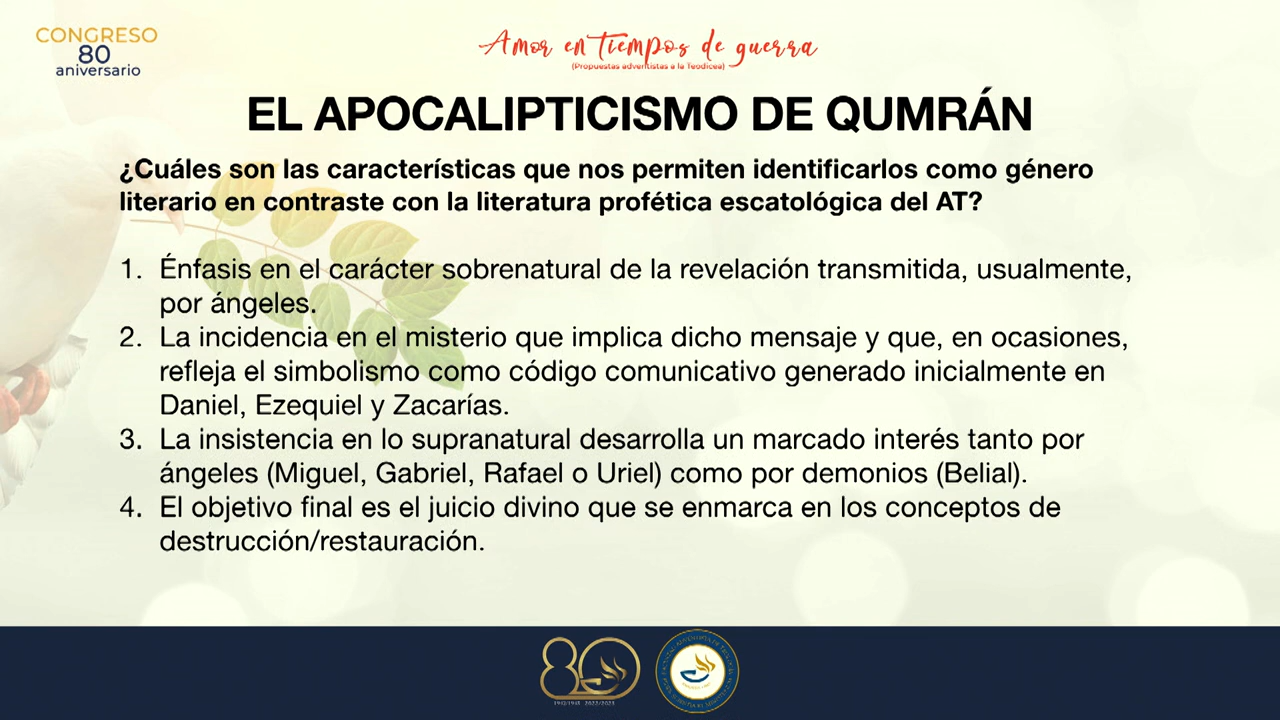 CONGRESO
80
aniversario
Amor en Tiempos de guerra
(Propuestas adventistas a la Teodicea)
EL APOCALIPTICISMO DE QUMRÁN
¿Cuáles son las características que nos permiten identificarlos como género
literario en contraste con la literatura profética escatológica del AT?
1. Énfasis en el carácter sobrenatural de la revelación transmitida, usualmente,
por ángeles.
2. La incidencia en el misterio que implica dicho mensaje y que, en ocasiones,
refleja el simbolismo como código comunicativo generado inicialmente en
Daniel, Ezequiel y Zacarías.
3. La insistencia en lo supranatural desarrolla un marcado interés tanto por
ángeles (Miguel, Gabriel, Rafael o Uriel) como por demonios (Belial).
4. El objetivo final es el juicio divino que se enmarca en los conceptos de
destrucción/restauración.
80